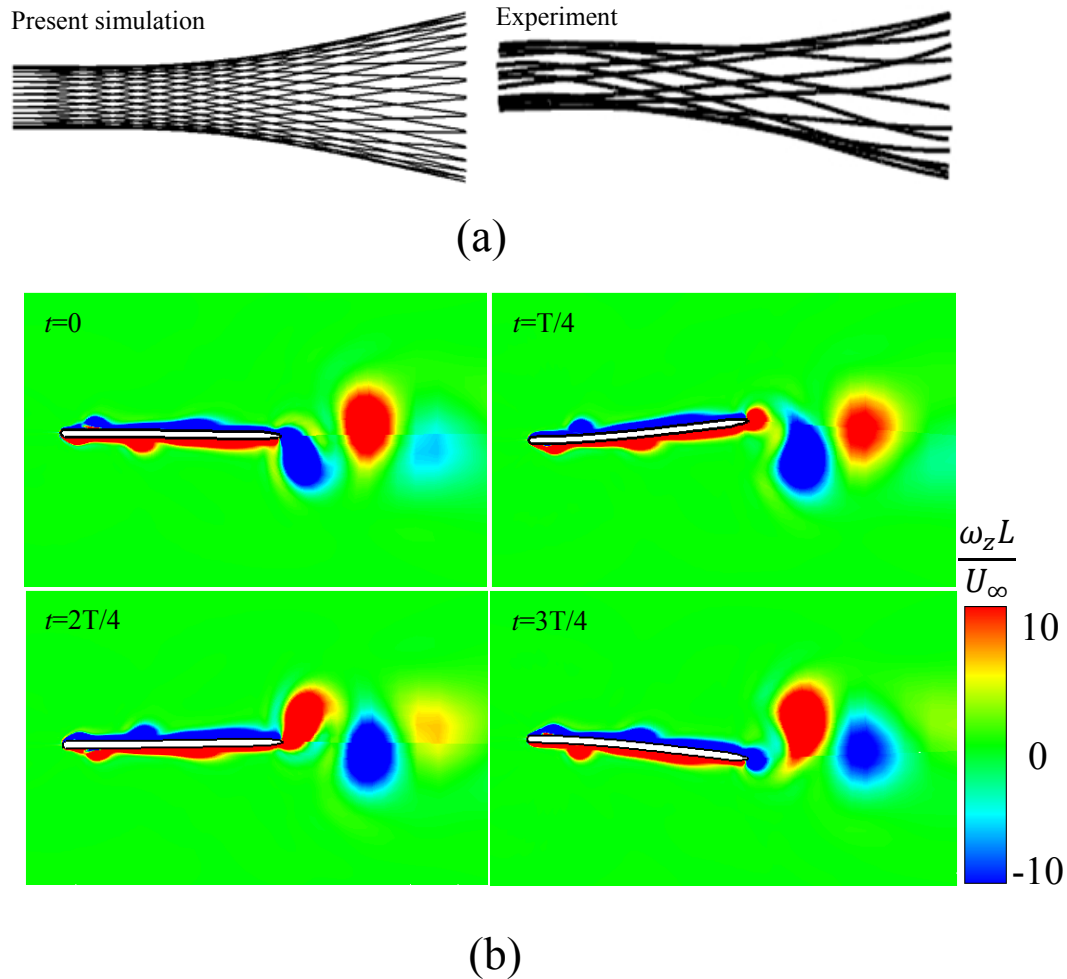 Present simulation
Experiment
(a)
t=0
t=T/4
t=2T/4
t=3T/4
ω_z L
U_∞
10
0
-10
(b)